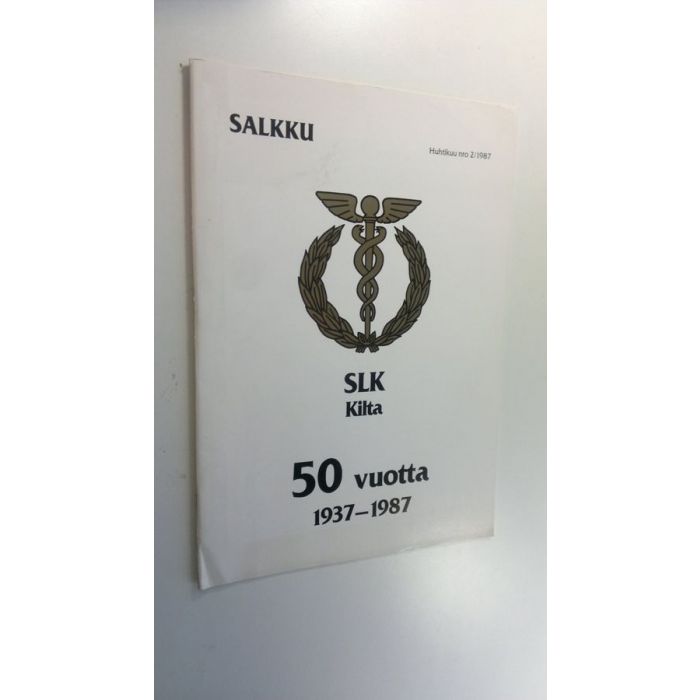 SALKKU
Huhtikuu nro 2/1987
SLK
Kilta
50 vuotta
1937–1987